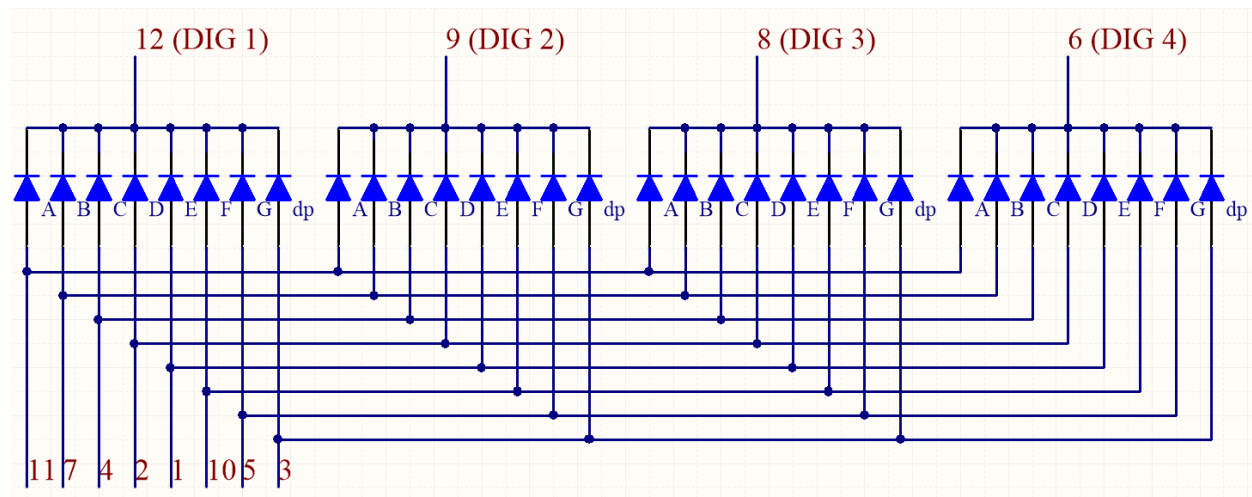 12 (DIG 1) 9 (DIG 2) 8 (DIG 3) 6 (DIG 4)
A B C D E F G dp A B C D E F G dp A B C D E F G dp A B C D E F G dp
11 7 4 2 1 10 5 3